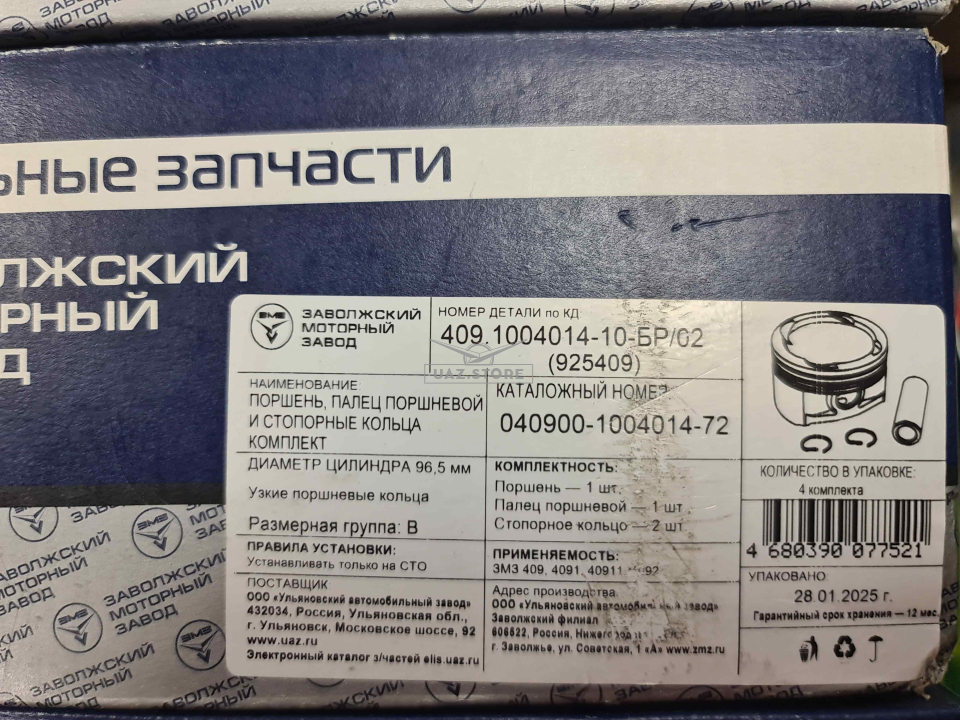 ЗАВОЛЖСКИЙ
МОТОРНЫЙ
ЗАВОД
ЬНЫЕ ЗАПЧАСТИ
ОЛЖСКИЙ
РНЫЙ
Д
ЗМЗ
ЗАВОЛЖСКИЙ
МОТОРНЫЙ
ЗАВОД
НОМЕР ДЕТАЛИ по КД
409.1004014-10-БР/02
(925409)
UAZ.STORE
НАИМЕНОВАНИЕ:
ПОРШЕНЬ, ПАЛЕЦ ПОРШНЕВОЙ
И СТОПОРНЫЕ КОЛЬЦА
КОМПЛЕКТ
КАТАЛОЖНЫЙ НОМЕР
040900-1004014-72
ДИАМЕТР ЦИЛИНДРА 96,5 мм
Узкие поршневые кольца
Размерная группа: В
КОМПЛЕКТНОСТЬ:
Поршень — 1 шт.
Палец поршневой — 1 шт
Стопорное кольцо — 2 шт
КОЛИЧЕСТВО В УПАКОВКЕ:
4 комплекта
4 680390 077521
ПРАВИЛА УСТАНОВКИ:
Устанавливать только на СТО
ПРИМЕНЯЕМОСТЬ:
ЗМЗ 409, 4091, 40911
УПАКОВАНО:
28.01.2025 г.
Гарантийный срок хранения — 12 мес.
ПОСТАВЩИК
ООО «Ульяновский автомобильный завод»
432034, Россия, Ульяновская обл.,
г. Ульяновск, Московское шоссе, 92
www.uaz.ru
Электронный каталог з/частей elis.uaz.ru
Адрес производства
ООО «Ульяновский автомобильный завод»
Заволжский филиал
606522, Россия,
г. Заволжье, ул. Советская, 1 «А» www.zmz.ru
ЗАВОЛЖСКИЙ
МОТОРНЫЙ
ЗАВОД